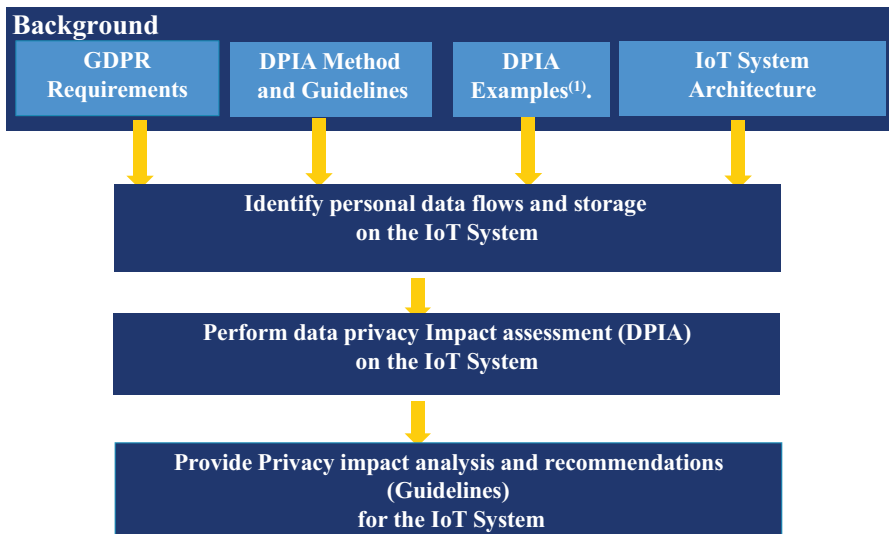 Background
GDPR
Requirements
DPIA Method
and Guidelines
DPIA
Examples(1).
IoT System
Architecture
Identify personal data flows and storage
on the IoT System
Perform data privacy Impact assessment (DPIA)
on the IoT System
Provide Privacy impact analysis and recommendations
(Guidelines)
for the IoT System